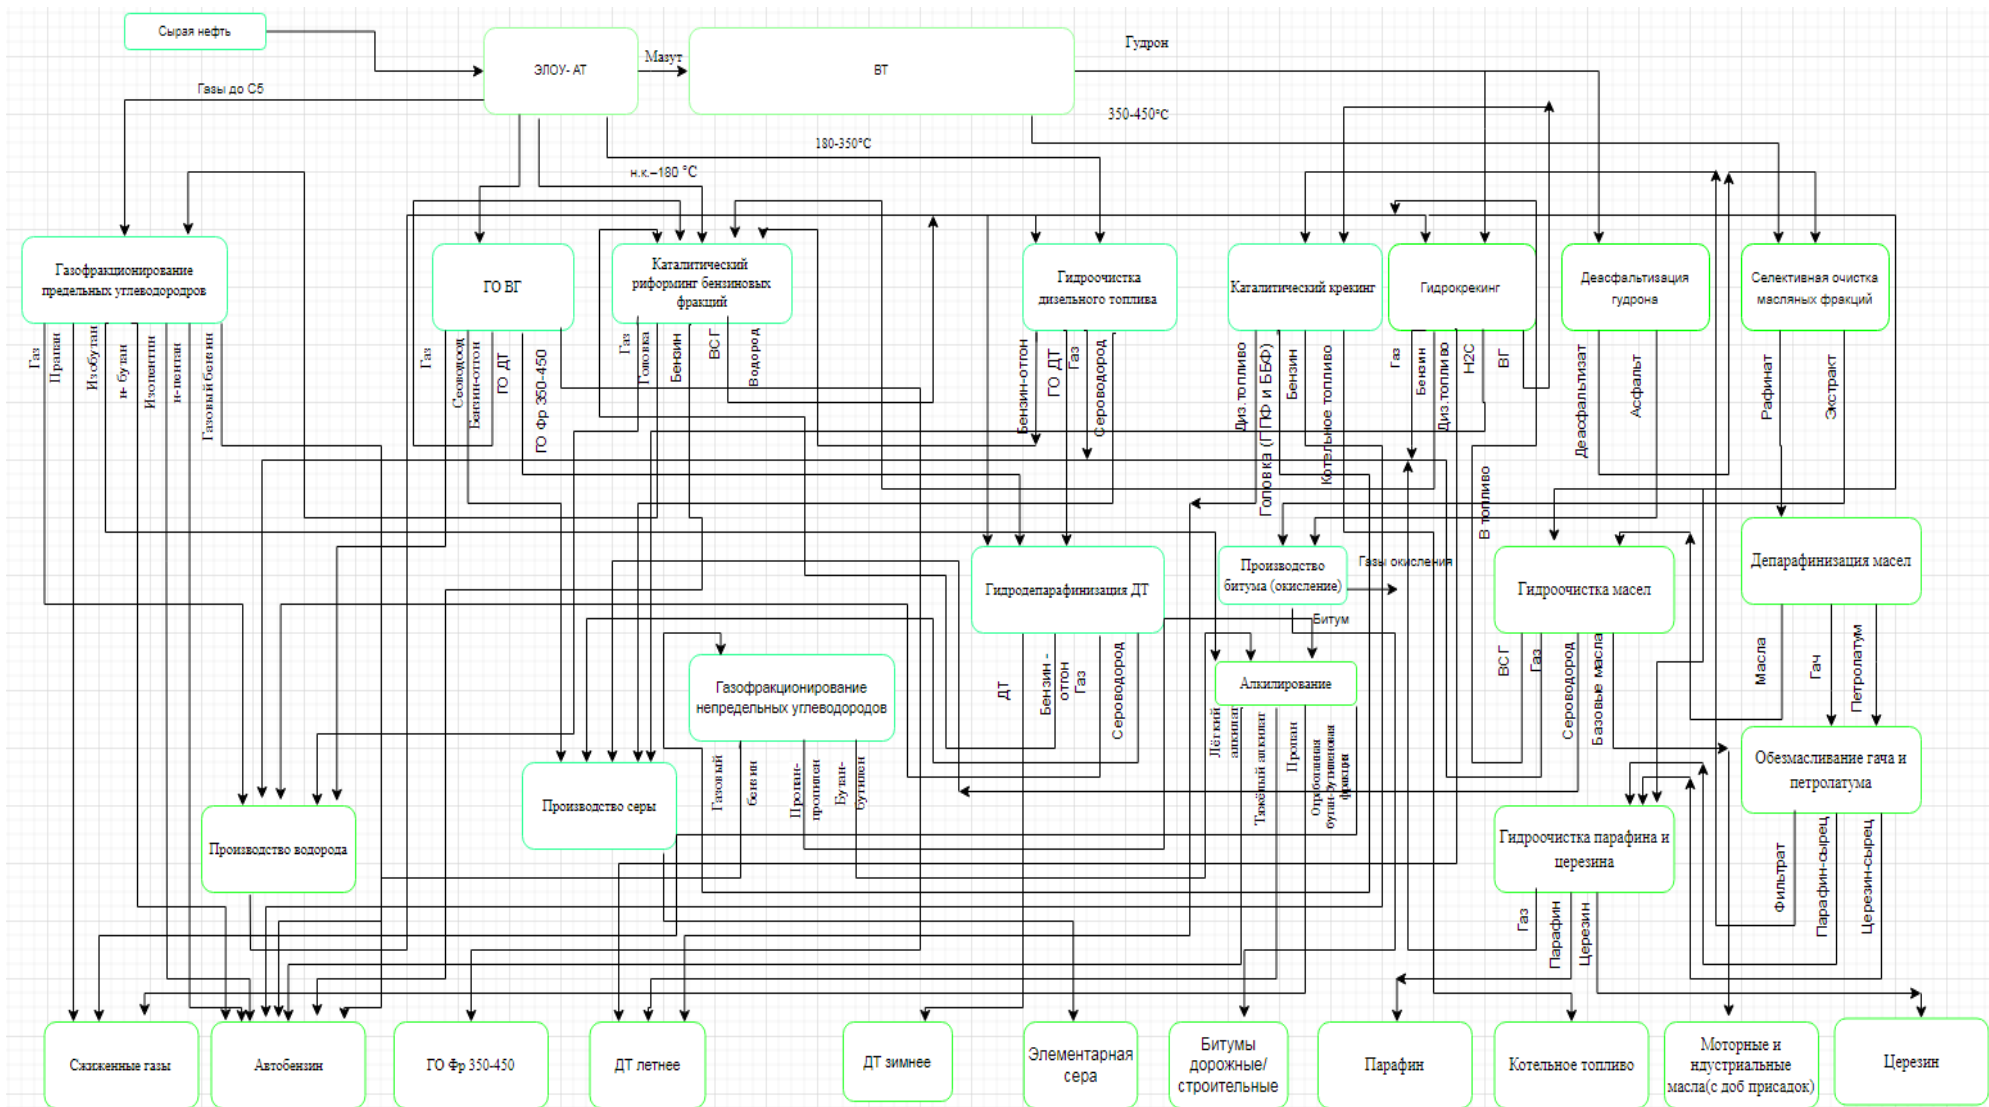 Сырая нефть
ЭЛОУ- АТ
Мазут
ВТ
Гудрон
Газы до С5
350-450°С
180-350°С
н.к.–180 °С
Газофракционирование
предельных углеводородров
ГО ВГ
Каталитический
риформинг бензиновых
фракций
Гидроочистка
дизельного топлива
Каталитический крекинг
Гидрокрекинг
Деасфальтизация
гудрона
Селективная очистка
масляных фракций
Газ
Прапан
Изобутан
н- бутан
Изопентпн
н-пентан
Газовый бензин
Газ
Бензин-отгон
ГО ДТ
ГО Фр 350-450
Газ
Головка
Бензин
ВСГ
Водород
Бензин-отгон
ГО ДТ
Газ
Сероводород
Диз.топливо
Головка (ППФ и ББФ)
Бензин
Котельное топливо
Газ
Бензин
Диз.топливо
Н2С
ВГ
В топливо
Деасфальтизат
Асфальт
Рафинат
Экстракт
Гидродепарафинизация ДТ
Производство
битума (окисление)
Газы окисления
Битум
Гидроочистка масел
Депарафинизация масел
Газофракционирование
непредельных углеводородов
ДТ
Бензин -
отгон
Газ
Сероводород
Алкилирование
ВСГ
Газ
Сероводород
Базовые масла
Масла
Гач
Петролатум
Производство серы
Газовый
бензин
Пропан-
пропилен
Бутан-
бутилен
Лёгкий
алкилат
Тяжёлый алкилат
Пропан
Отработанная
бутан-бутиленовая
фракция
Обезмасливание гача и
петролатума
Производство водорода
Гидроочистка парафина и
церезина
Газ
Парафин
Церезин
Фильтрат
Парафин-сырец
Церезин-сырец
Сжиженные газы
Автобензин
ГО Фр 350-450
ДТ летнее
ДТ зимнее
Элементарная
сера
Битумы
дорожные/
строительные
Парафин
Котельное топливо
Моторные и
ндустриальные
масла(с доб присадок)
Церезин